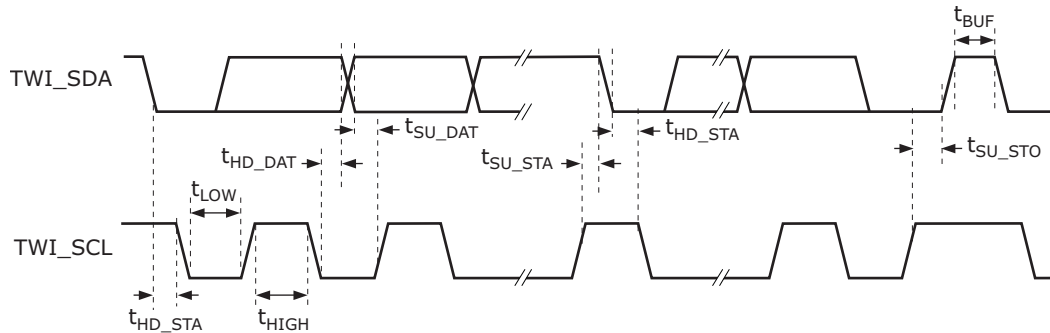 t_BUF
TWI_SDA
t_SU_DAT
t_HD_STA
t_HD_DAT
t_SU_STA
t_SU_STO
t_LOW
TWI_SCL
t_HD_STA
t_HIGH